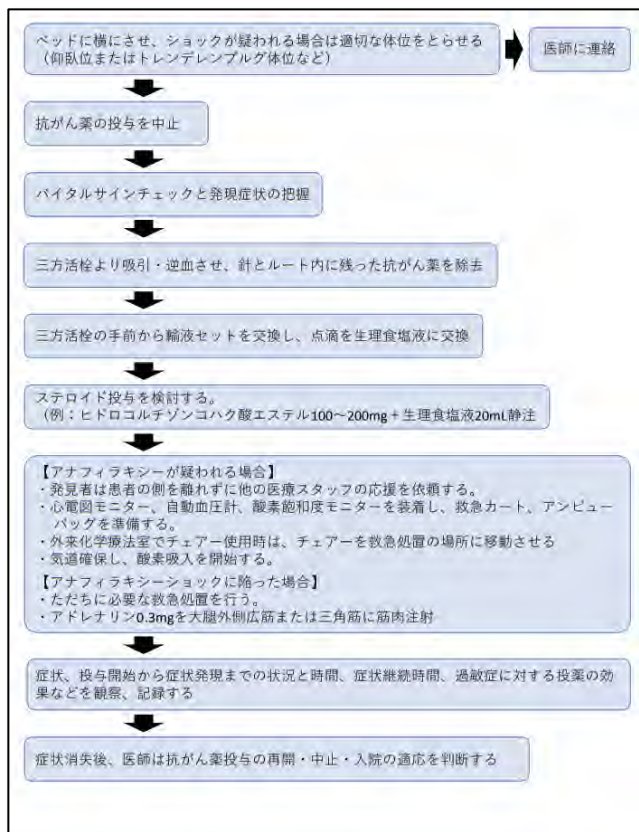 ベッドに横にさせ、ショックが疑われる場合は適切な体位をとらせる
（仰臥位またはトレンデレンブルグ体位など）
医師に連絡
抗がん薬の投与を中止
バイタルサインチェックと発現症状の把握
三方活栓より吸引・逆血させ、針とルート内に残った抗がん薬を除去
三方活栓の手前から輸液セットを交換し、点滴を生理食塩液に交換
ステロイド投与を検討する。
（例：ヒドロコルチゾンコハク酸エステル100～200mg＋生理食塩液20mL静注
【アナフィラキシーが疑われる場合】
・発見者は患者の側を離れずに他の医療スタッフの応援を依頼する。
・心電図モニター、自動血圧計、酸素飽和度モニターを装着し、救急カート、アンビュー
バッグを準備する。
・外来化学療法室でチェアー使用時は、チェアーを救急処置の場所に移動させる
・気道確保し、酸素吸入を開始する。
【アナフィラキシーショックに陥った場合】
・ただちに必要な救急処置を行う。
・アドレナリン0.3mgを大腿外側広筋または三角筋に筋肉注射
症状、投与開始から症状発現までの状況と時間、症状継続時間、過敏症に対する投薬の効
果などを観察、記録する
症状消失後、医師は抗がん薬投与の再開・中止・入院の適応を判断する